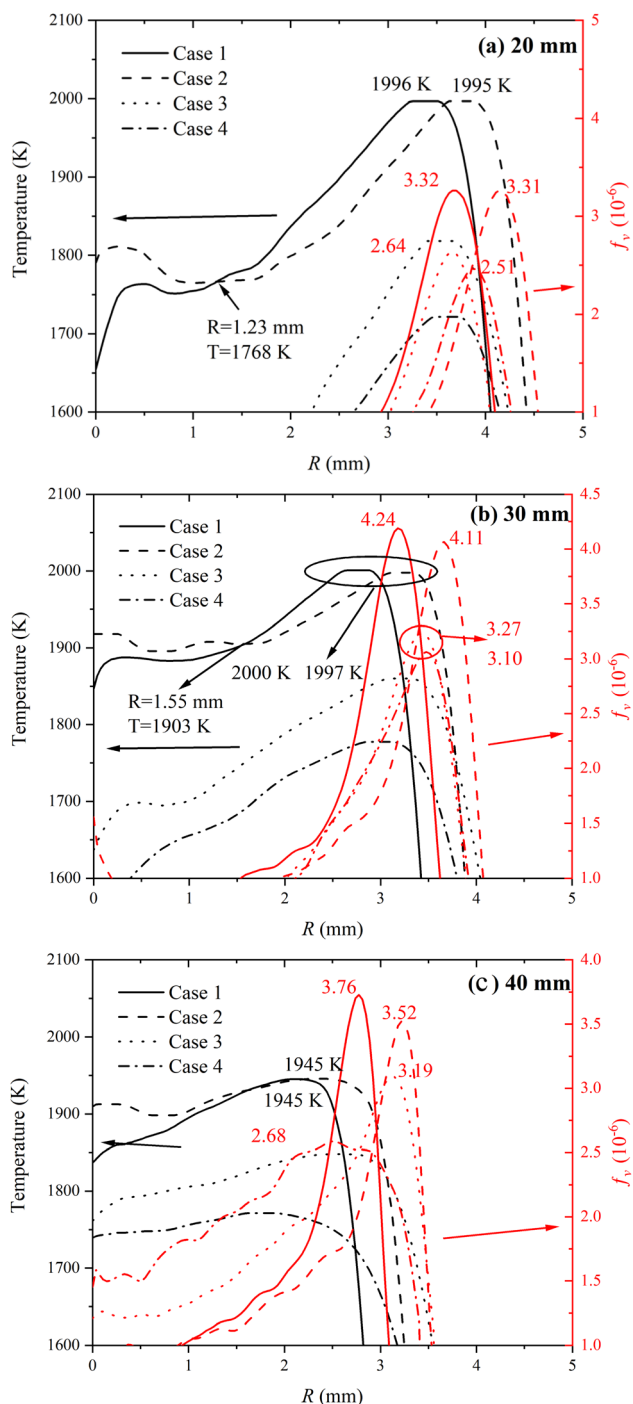 (a) 20 mm
Case 1
Case 2
Case 3
Case 4
1996 K
1995 K
3.32
3.31
2.64
2.51
R=1.23 mm
T=1768 K
Temperature (K)
2100
2000
1900
1800
1700
1600
5
4
3
2
1
f_v (10^-6)
0 1 2 3 4 5
R (mm)
(b) 30 mm
Case 1
Case 2
Case 3
Case 4
4.24
4.11
3.27
3.10
2000 K
1997 K
R=1.55 mm
T=1903 K
Temperature (K)
2100
2000
1900
1800
1700
1600
4.5
4.0
3.5
3.0
2.5
2.0
1.5
1.0
f_v (10^-6)
0 1 2 3 4 5
R (mm)
(c) 40 mm
Case 1
Case 2
Case 3
Case 4
3.76
3.52
3.19
1945 K
1945 K
2.68
Temperature (K)
2100
2000
1900
1800
1700
1600
4.0
3.5
3.0
2.5
2.0
1.5
1.0
f_v (10^-6)
0 1 2 3 4 5
R (mm)